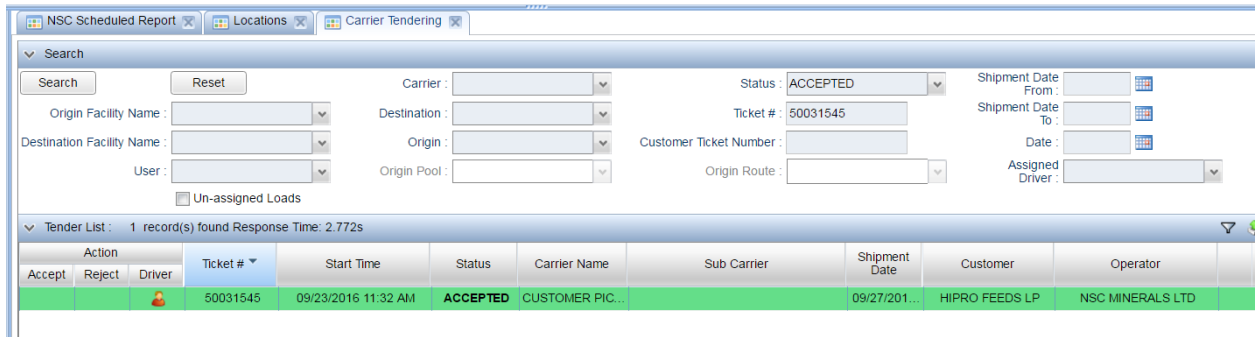 NSC Scheduled Report Locations Carrier Tendering
Search
Search Reset Carrier : Status : ACCEPTED Shipment Date From :
Origin Facility Name : Destination : Ticket # : 50031545 Shipment Date To :
Destination Facility Name : Origin : Customer Ticket Number : Date :
User : Origin Pool : Origin Route : Assigned Driver :
Un-assigned Loads
Tender List : 1 record(s) found Response Time: 2.772s
Action Ticket # Start Time Status Carrier Name Sub Carrier Shipment Date Customer Operator
Accept Reject Driver
50031545 09/23/2016 11:32 AM ACCEPTED CUSTOMER PIC... 09/27/201... HIPRO FEEDS LP NSC MINERALS LTD